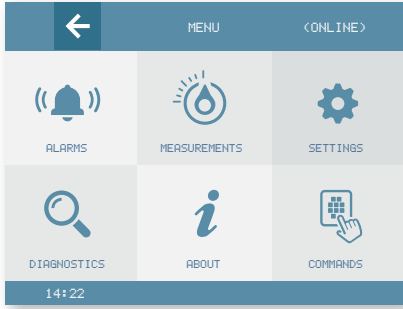 MENU (ONLINE)
ALARMS MEASUREMENTS SETTINGS
DIAGNOSTICS ABOUT COMMANDS
14:22